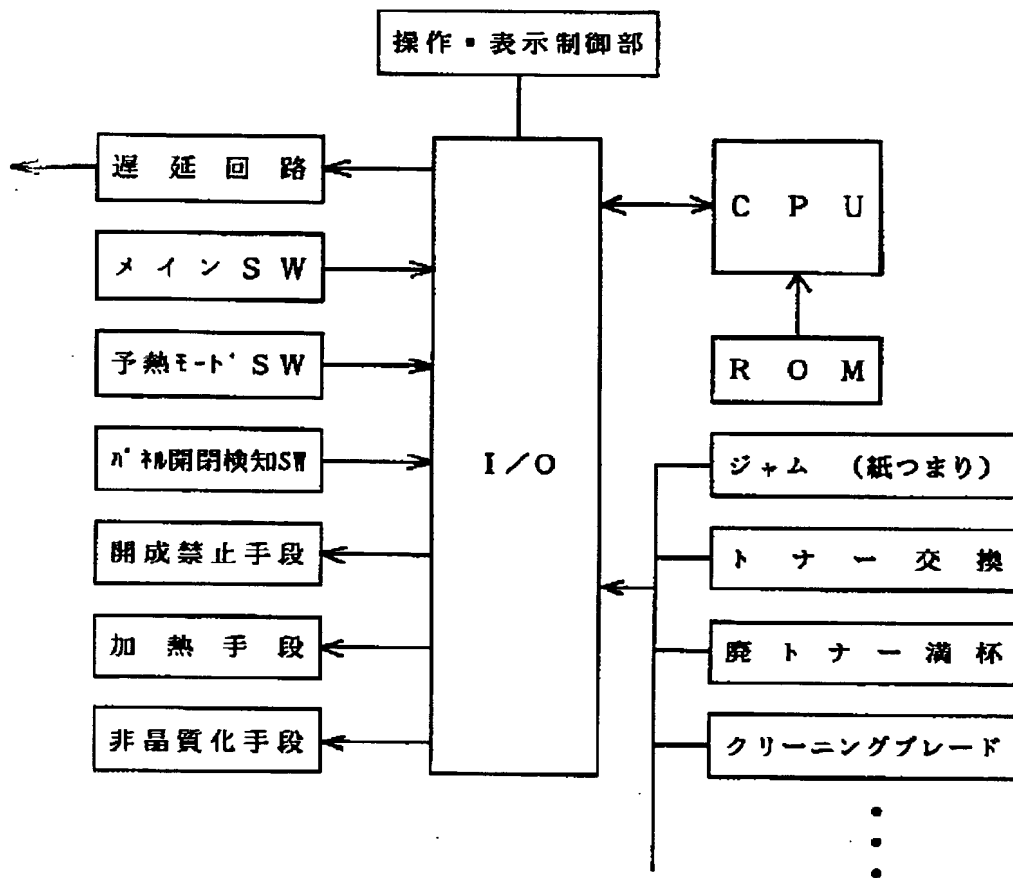 操作・表示制御部
遅延回路
CPU
メインSW
予熱モードSW
ROM
パネル開閉検知SW
I/O
ジャム (紙つまり)
開成禁止手段
トナー交換
加熱手段
廃トナー満杯
非晶質化手段
クリーニングブレード